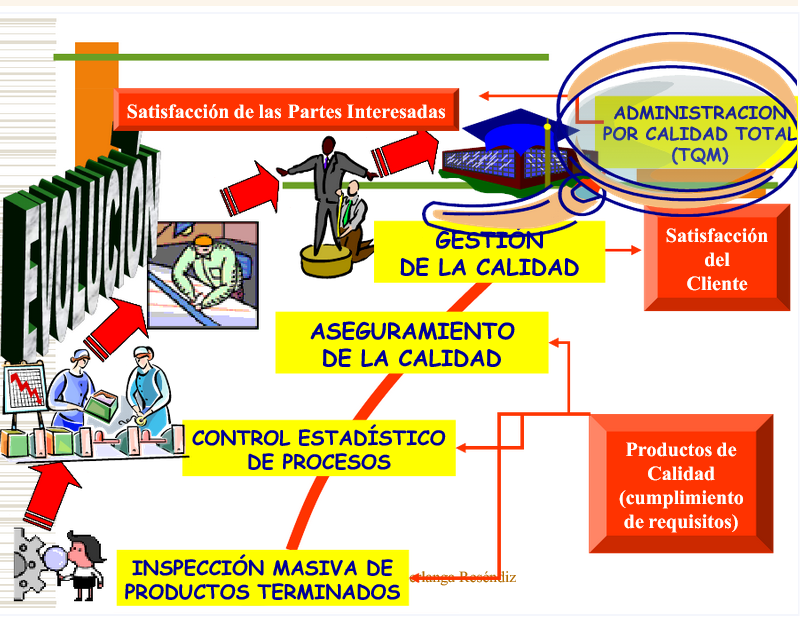 Satisfacción de las Partes Interesadas
ADMINISTRACION
POR CALIDAD TOTAL
(TQM)
EVOLUCIÓN
GESTIÓN
DE LA CALIDAD
Satisfacción
del
Cliente
ASEGURAMIENTO
DE LA CALIDAD
CONTROL ESTADÍSTICO
DE PROCESOS
Productos de
Calidad
(cumplimiento
de requisitos)
INSPECCIÓN MASIVA DE
PRODUCTOS TERMINADOS
Reséndiz